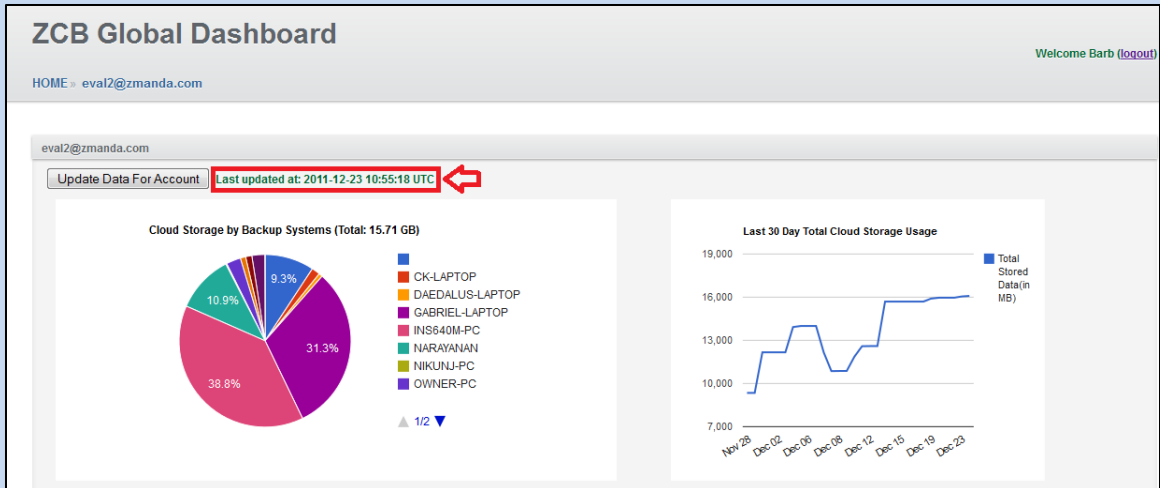 ZCB Global Dashboard
Welcome Barb (logout)
HOME » eval2@zmanda.com
eval2@zmanda.com
Update Data For Account
Last updated at: 2011-12-23 10:55:18 UTC
Cloud Storage by Backup Systems (Total: 15.71 GB)
9.3%
31.3%
38.8%
10.9%
CK-LAPTOP
DAEDALUS-LAPTOP
GABRIEL-LAPTOP
INS640M-PC
NARAYANAN
NIKUNJ-PC
OWNER-PC
1/2
Last 30 Day Total Cloud Storage Usage
19,000
16,000
13,000
10,000
7,000
Nov 28
Dec 02
Dec 06
Dec 08
Dec 12
Dec 15
Dec 19
Dec 23
Total
Stored
Data(in
MB)